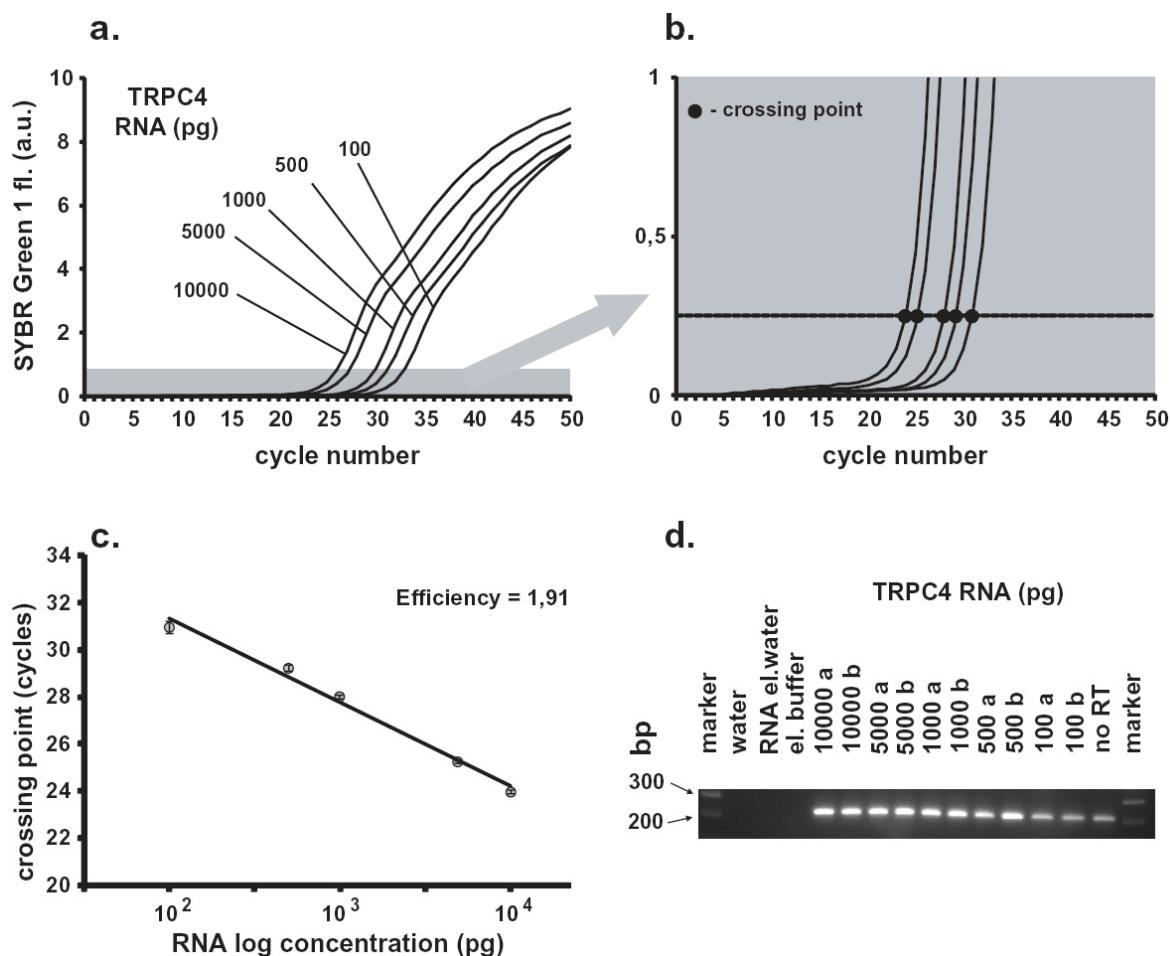 a.
TRPC4
RNA (pg)
100
500
1000
5000
10000
SYBR Green 1 fl. (a.u.)
10
8
6
4
2
0
0 5 10 15 20 25 30 35 40 45 50
cycle number
b.
- crossing point
1
0,5
0
0 5 10 15 20 25 30 35 40 45 50
cycle number
c.
Efficiency = 1,91
crossing point (cycles)
34
32
30
28
26
24
22
20
10² 10³ 10⁴
RNA log concentration (pg)
d.
TRPC4 RNA (pg)
bp
marker
water
RNA el.water
el. buffer
10000 a
10000 b
5000 a
5000 b
1000 a
1000 b
500 a
500 b
100 a
100 b
no RT
marker
300
200